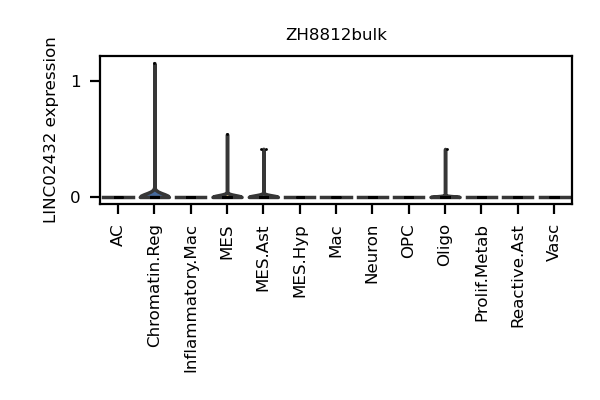 ZH8812bulk
LINC02432 expression
1
0
AC
Chromatin.Reg
Inflammatory.Mac
MES
MES.Ast
MES.Hyp
Mac
Neuron
OPC
Oligo
Prolif.Metab
Reactive.Ast
Vasc